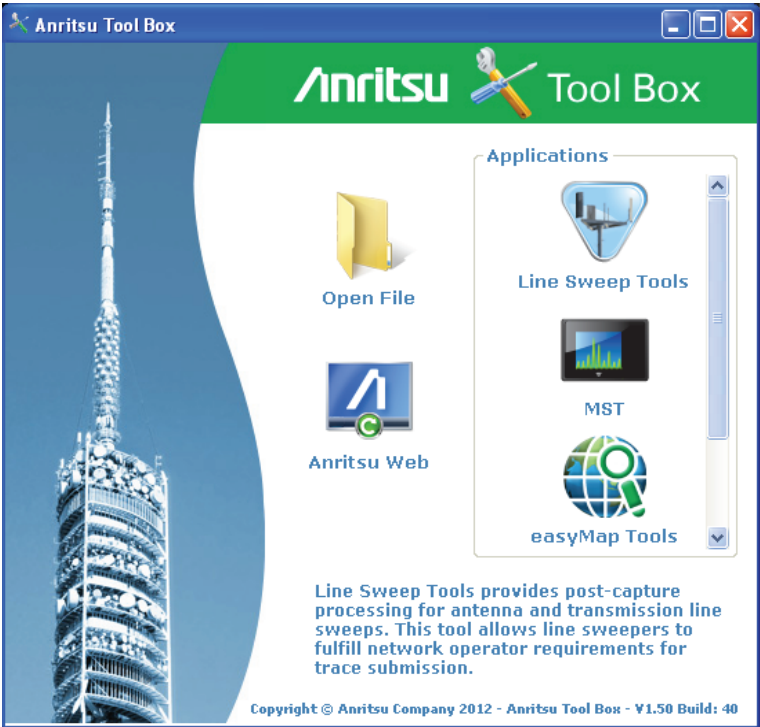 Anritsu Tool Box
Anritsu Tool Box
Applications
Open File
Line Sweep Tools
MST
Anritsu Web
easyMap Tools
Line Sweep Tools provides post-capture
processing for antenna and transmission line
sweeps. This tool allows line sweepers to
fulfill network operator requirements for
trace submission.
Copyright © Anritsu Company 2012 - Anritsu Tool Box - V1.50 Build: 40